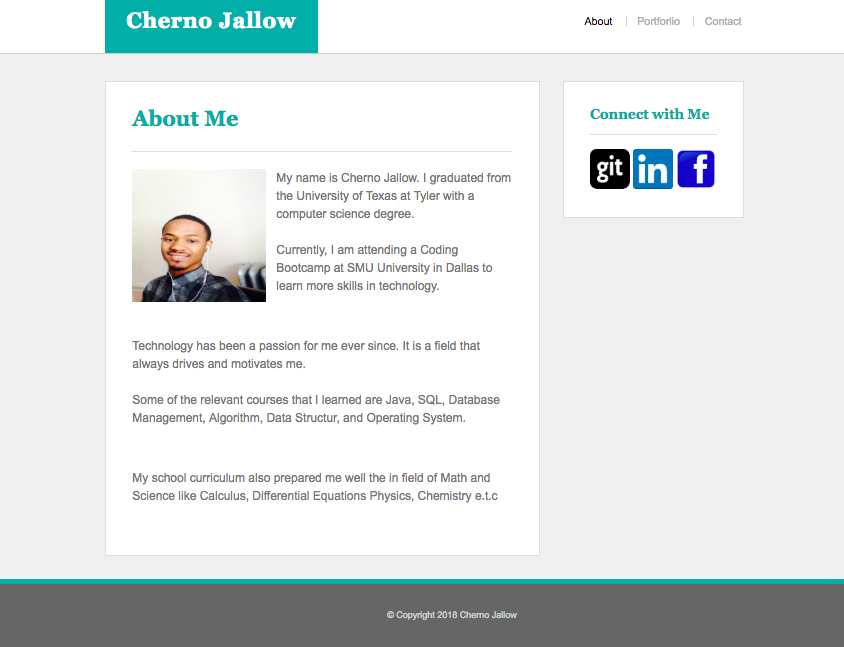 Cherno Jallow
About
Portforlio
Contact
About Me
My name is Cherno Jallow. I graduated from
the University of Texas at Tyler with a
computer science degree.
Currently, I am attending a Coding
Bootcamp at SMU University in Dallas to
learn more skills in technology.
Technology has been a passion for me ever since. It is a field that
always drives and motivates me.
Some of the relevant courses that I learned are Java, SQL, Database
Management, Algorithm, Data Structur, and Operating System.
My school curriculum also prepared me well the in field of Math and
Science like Calculus, Differential Equations Physics, Chemistry e.t.c
Connect with Me
git
in
f
© Copyright 2018 Cherno Jallow